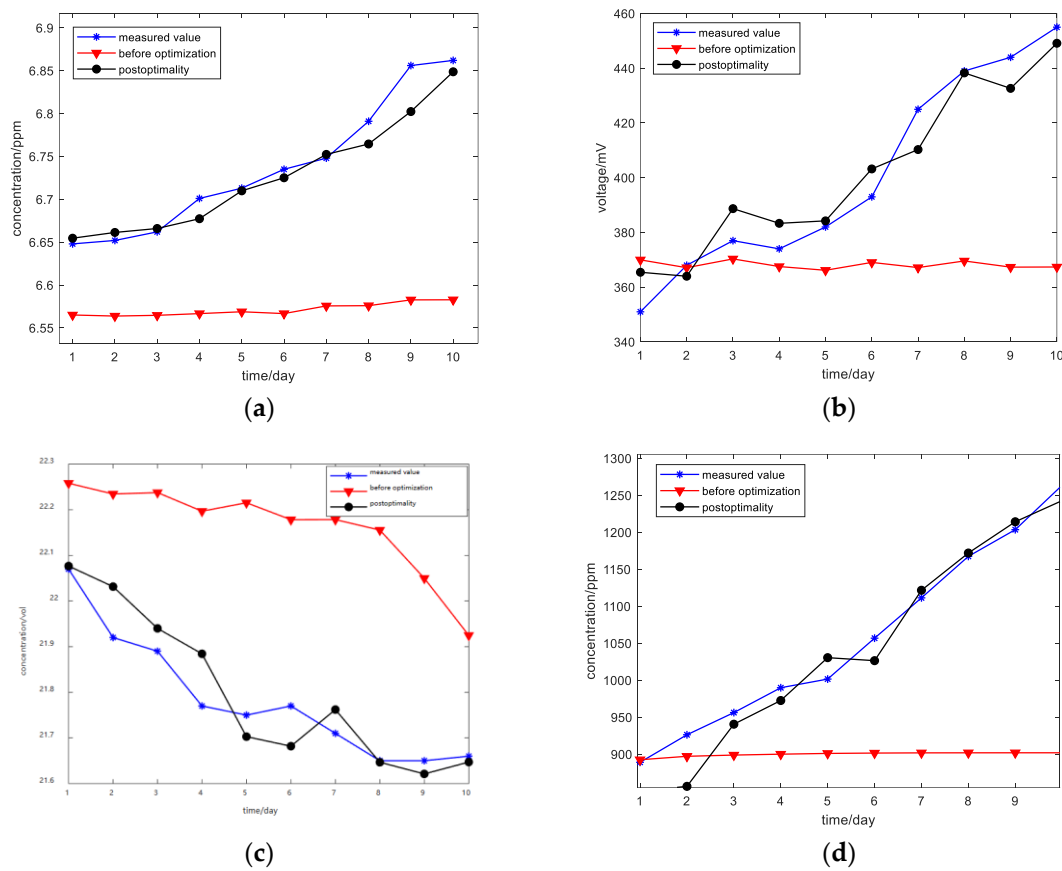 6.9
6.85
6.8
6.75
6.7
6.65
6.6
6.55
concentration/ppm
measured value
before optimization
postoptimality
1 2 3 4 5 6 7 8 9 10
time/day
(a)
460
440
420
400
380
360
340
voltage/mV
measured value
before optimization
postoptimality
1 2 3 4 5 6 7 8 9 10
time/day
(b)
22.3
22.2
22.1
22
21.9
21.8
21.7
21.6
concentration/vol
measured value
before optimization
postoptimality
1 2 3 4 5 6 7 8 9 10
time/day
(c)
1300
1250
1200
1150
1100
1050
1000
950
900
concentration/ppm
measured value
before optimization
postoptimality
1 2 3 4 5 6 7 8 9
time/day
(d)